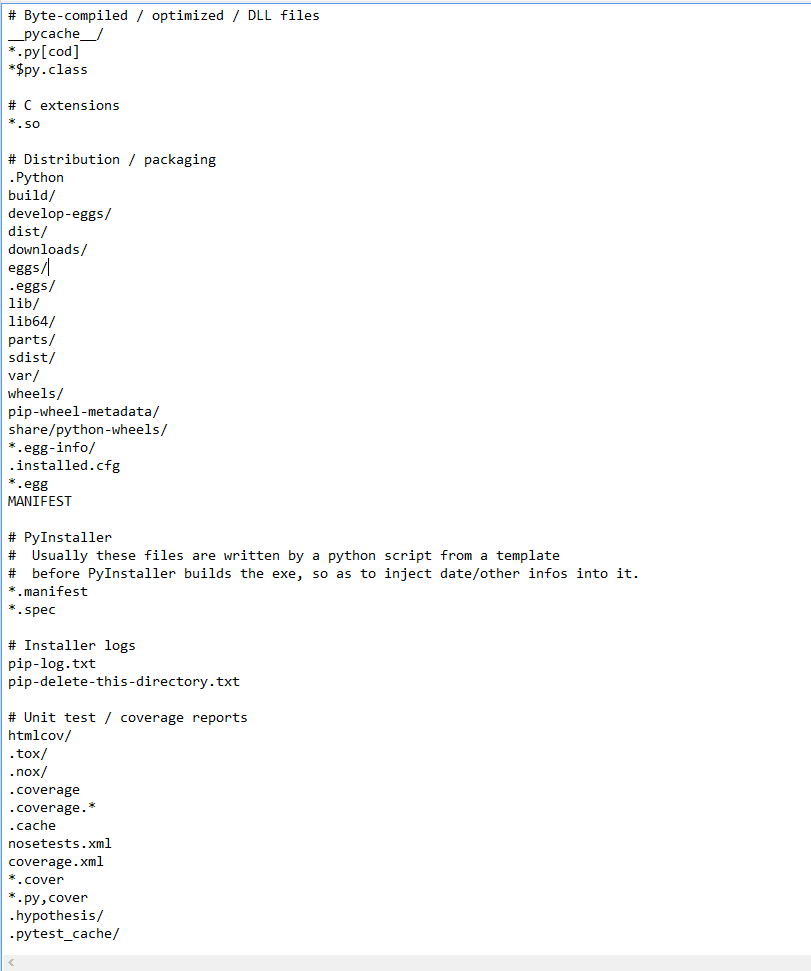 # Byte-compiled / optimized / DLL files
__pycache__/
*.py[cod]
*$py.class

# C extensions
*.so

# Distribution / packaging
.Python
build/
develop-eggs/
dist/
downloads/
eggs/
.eggs/
lib/
lib64/
parts/
sdist/
var/
wheels/
pip-wheel-metadata/
share/python-wheels/
*.egg-info/
.installed.cfg
*.egg
MANIFEST

# PyInstaller
#  Usually these files are written by a python script from a template
#  before PyInstaller builds the exe, so as to inject date/other infos into it.
*.manifest
*.spec

# Installer logs
pip-log.txt
pip-delete-this-directory.txt

# Unit test / coverage reports
htmlcov/
.tox/
.nox/
.coverage
.coverage.*
.cache
nosetests.xml
coverage.xml
*.cover
*.py,cover
.hypothesis/
.pytest_cache/